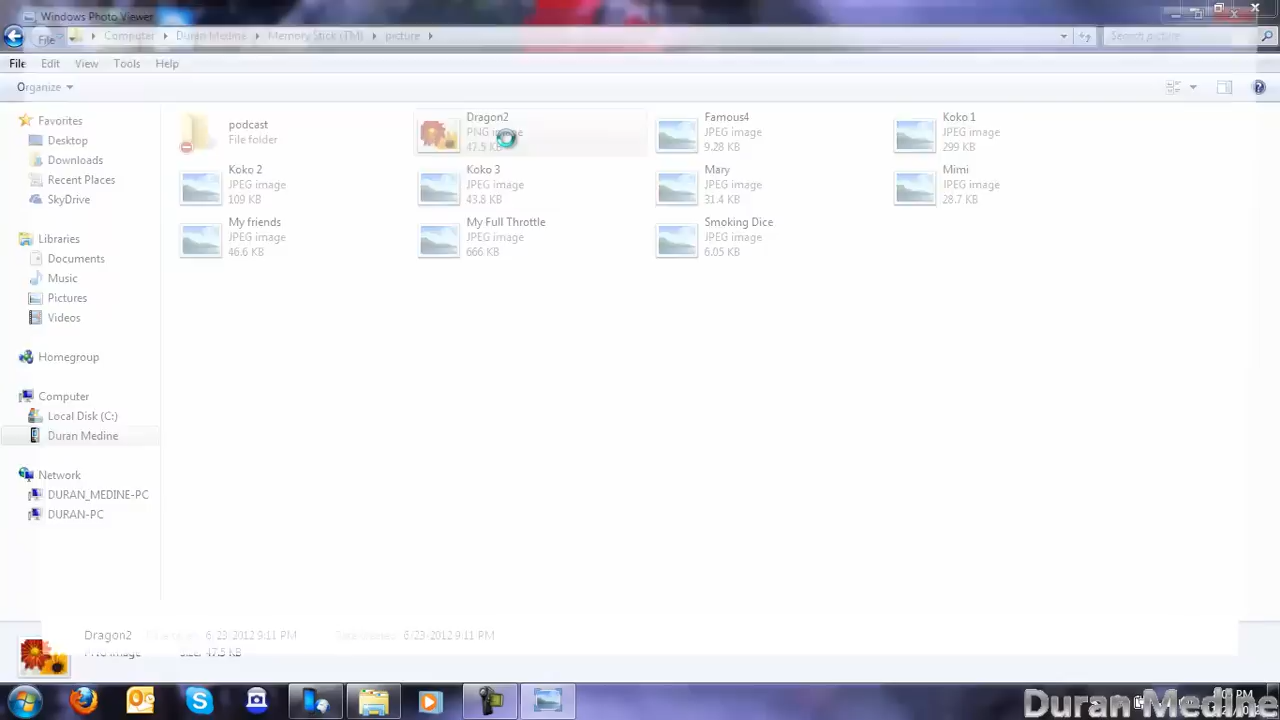 Windows Photo Viewer
File
Computer Duran Medine Memory Stick (TM) picture
Search picture
File Edit View Tools Help
Organize
Favorites
Desktop
Downloads
Recent Places
SkyDrive
Libraries
Documents
Music
Pictures
Videos
Homegroup
Computer
Local Disk (C:)
Duran Medine
Network
DURAN_MEDINE-PC
DURAN-PC
podcast
File folder
Dragon2
PNG image
47.5 KB
Famous4
JPEG image
9.28 KB
Koko 1
JPEG image
299 KB
Koko 2
JPEG image
109 KB
Koko 3
JPEG image
43.8 KB
Mary
JPEG image
31.4 KB
Mimi
JPEG image
28.7 KB
My friends
JPEG image
46.6 KB
My Full Throttle
JPEG image
666 KB
Smoking Dice
JPEG image
6.05 KB
Dragon2 6/23/2012 9:11 PM 6/23/2012 9:11 PM
PNG image Size: 47.5 KB
Duran Medine